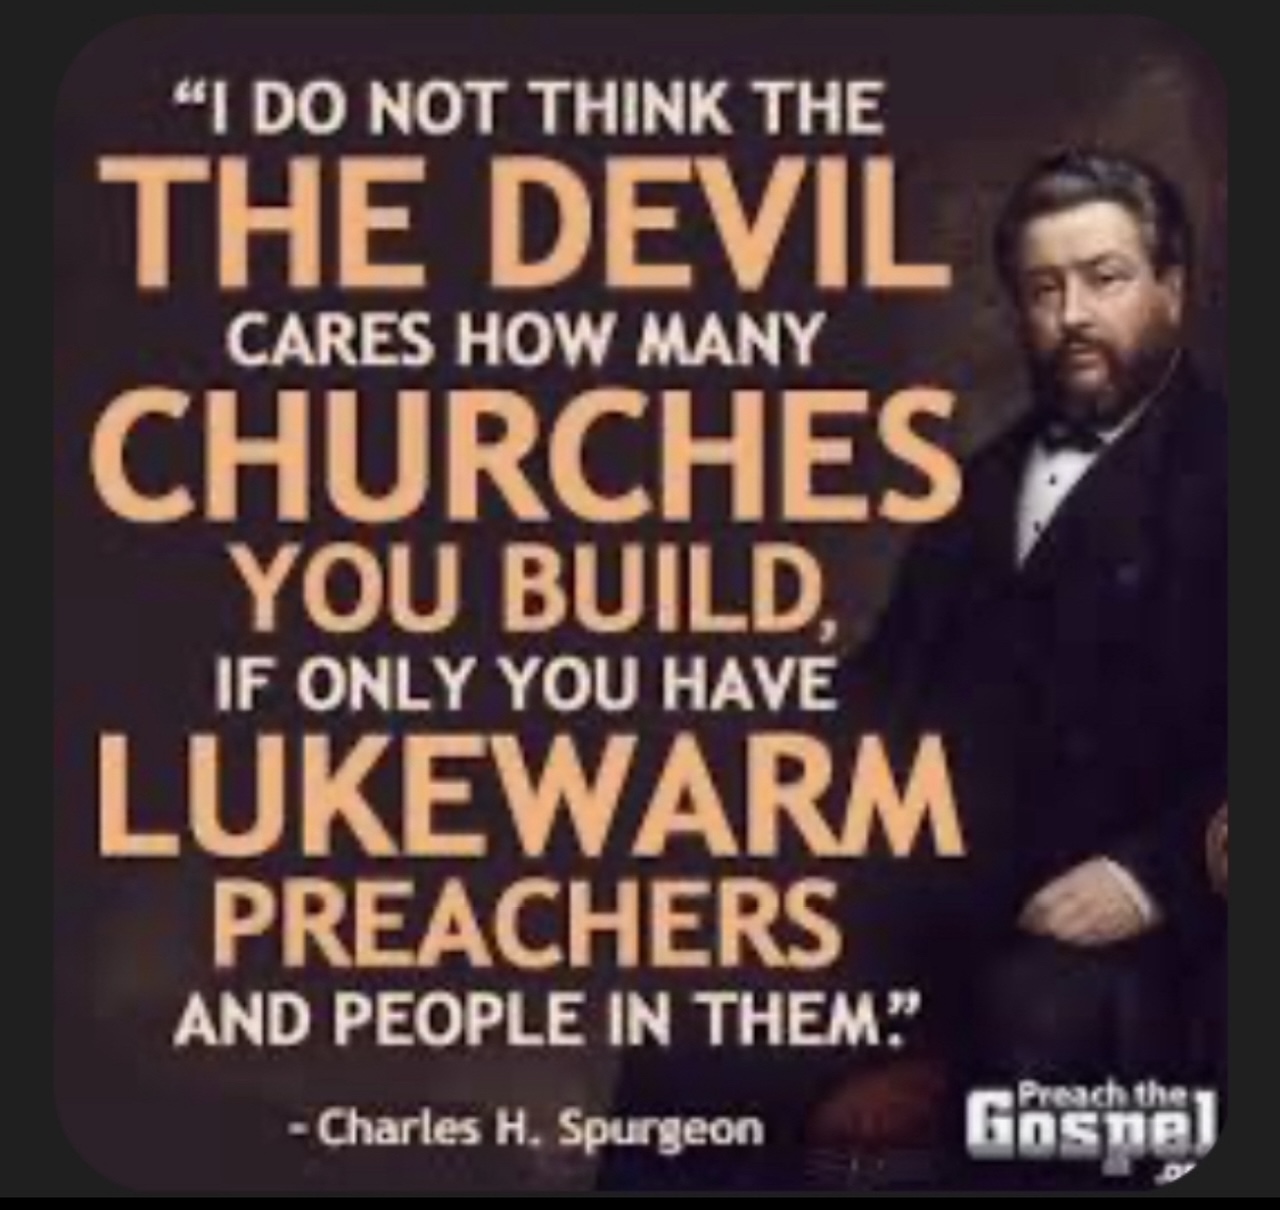 “I DO NOT THINK THE
THE DEVIL
CARES HOW MANY
CHURCHES
YOU BUILD,
IF ONLY YOU HAVE
LUKEWARM
PREACHERS
AND PEOPLE IN THEM.”
- Charles H. Spurgeon
Preach the
Gospel